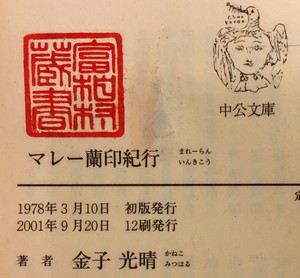 蔵書
中公文庫
マレー蘭印紀行 まれーらん
いんきこう
定
1978年3月10日 初版発行
2001年9月20日 12刷発行
著者 金子光晴 かねこ
みつはる